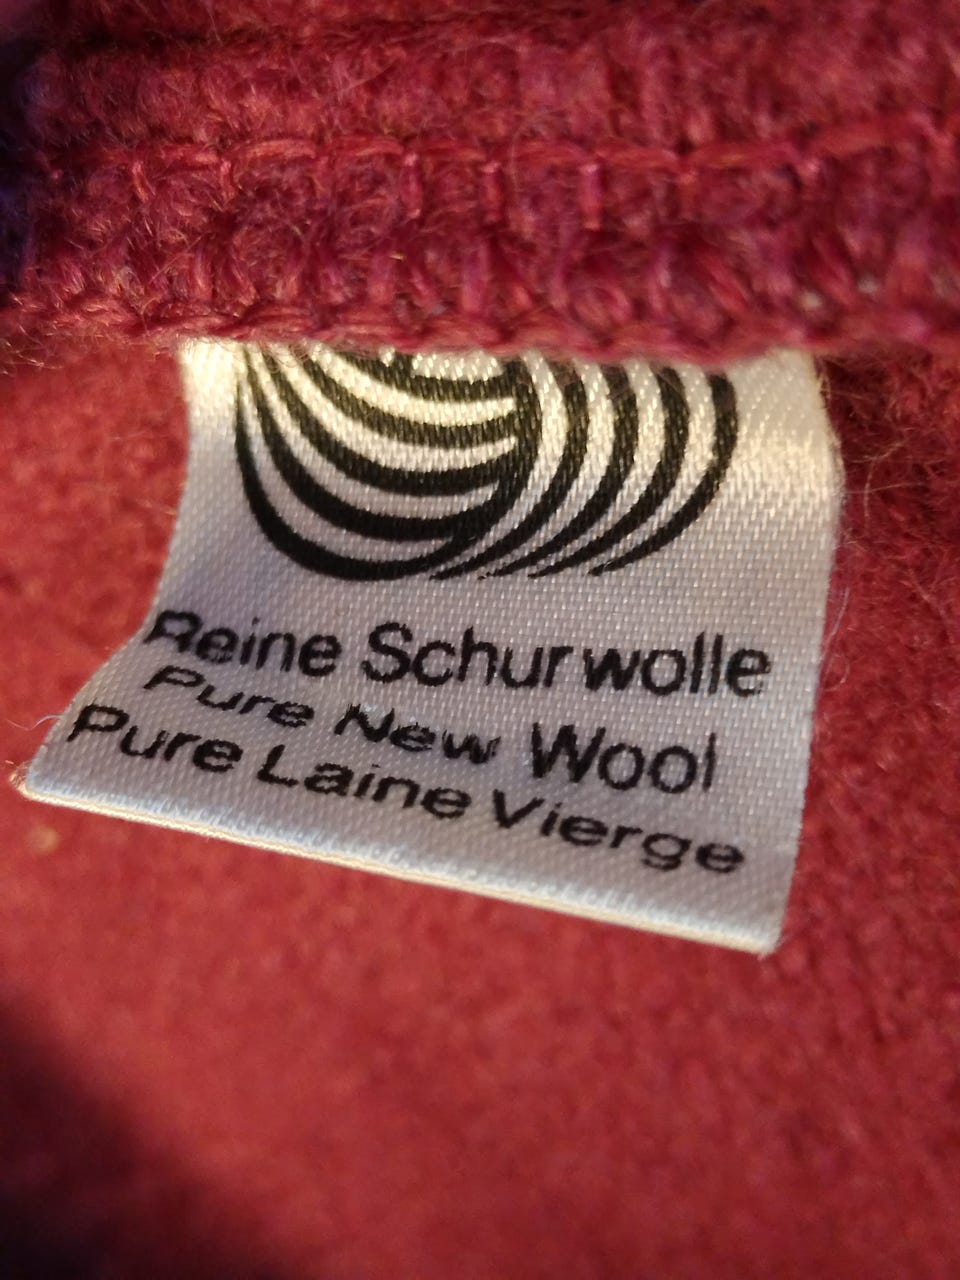 Reine Schurwolle
Pure New Wool
Pure Laine Vierge